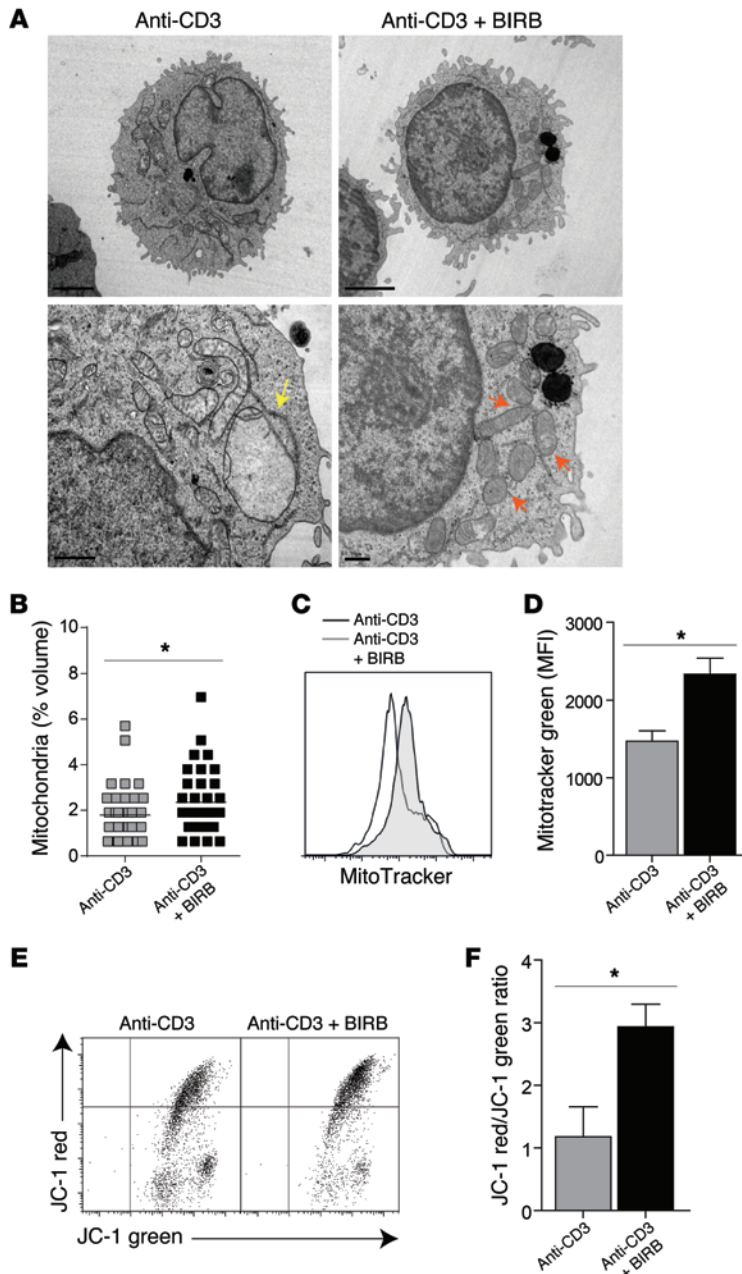 A
Anti-CD3
Anti-CD3 + BIRB
B
Mitochondria (% volume)
10
8
6
4
2
0
*
Anti-CD3
Anti-CD3
+ BIRB
C
Anti-CD3
Anti-CD3
+ BIRB
MitoTracker
D
Mitotracker green (MFI)
3000
2000
1000
0
*
Anti-CD3
Anti-CD3
+ BIRB
E
Anti-CD3
Anti-CD3 + BIRB
JC-1 red
JC-1 green
F
JC-1 red/JC-1 green ratio
4
3
2
1
0
*
Anti-CD3
Anti-CD3
+ BIRB